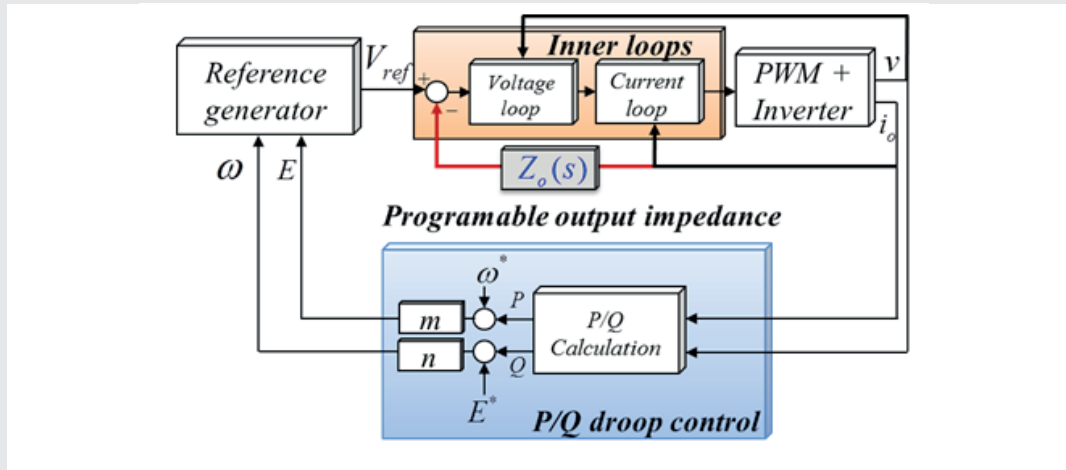 Reference
generator
V_ref
+
−
Inner loops
Voltage
loop
Current
loop
PWM +
Inverter
v
i_o
ω
E
Z_o(s)
Programable output impedance
ω*
P
m
n
Q
E*
P/Q
Calculation
P/Q droop control